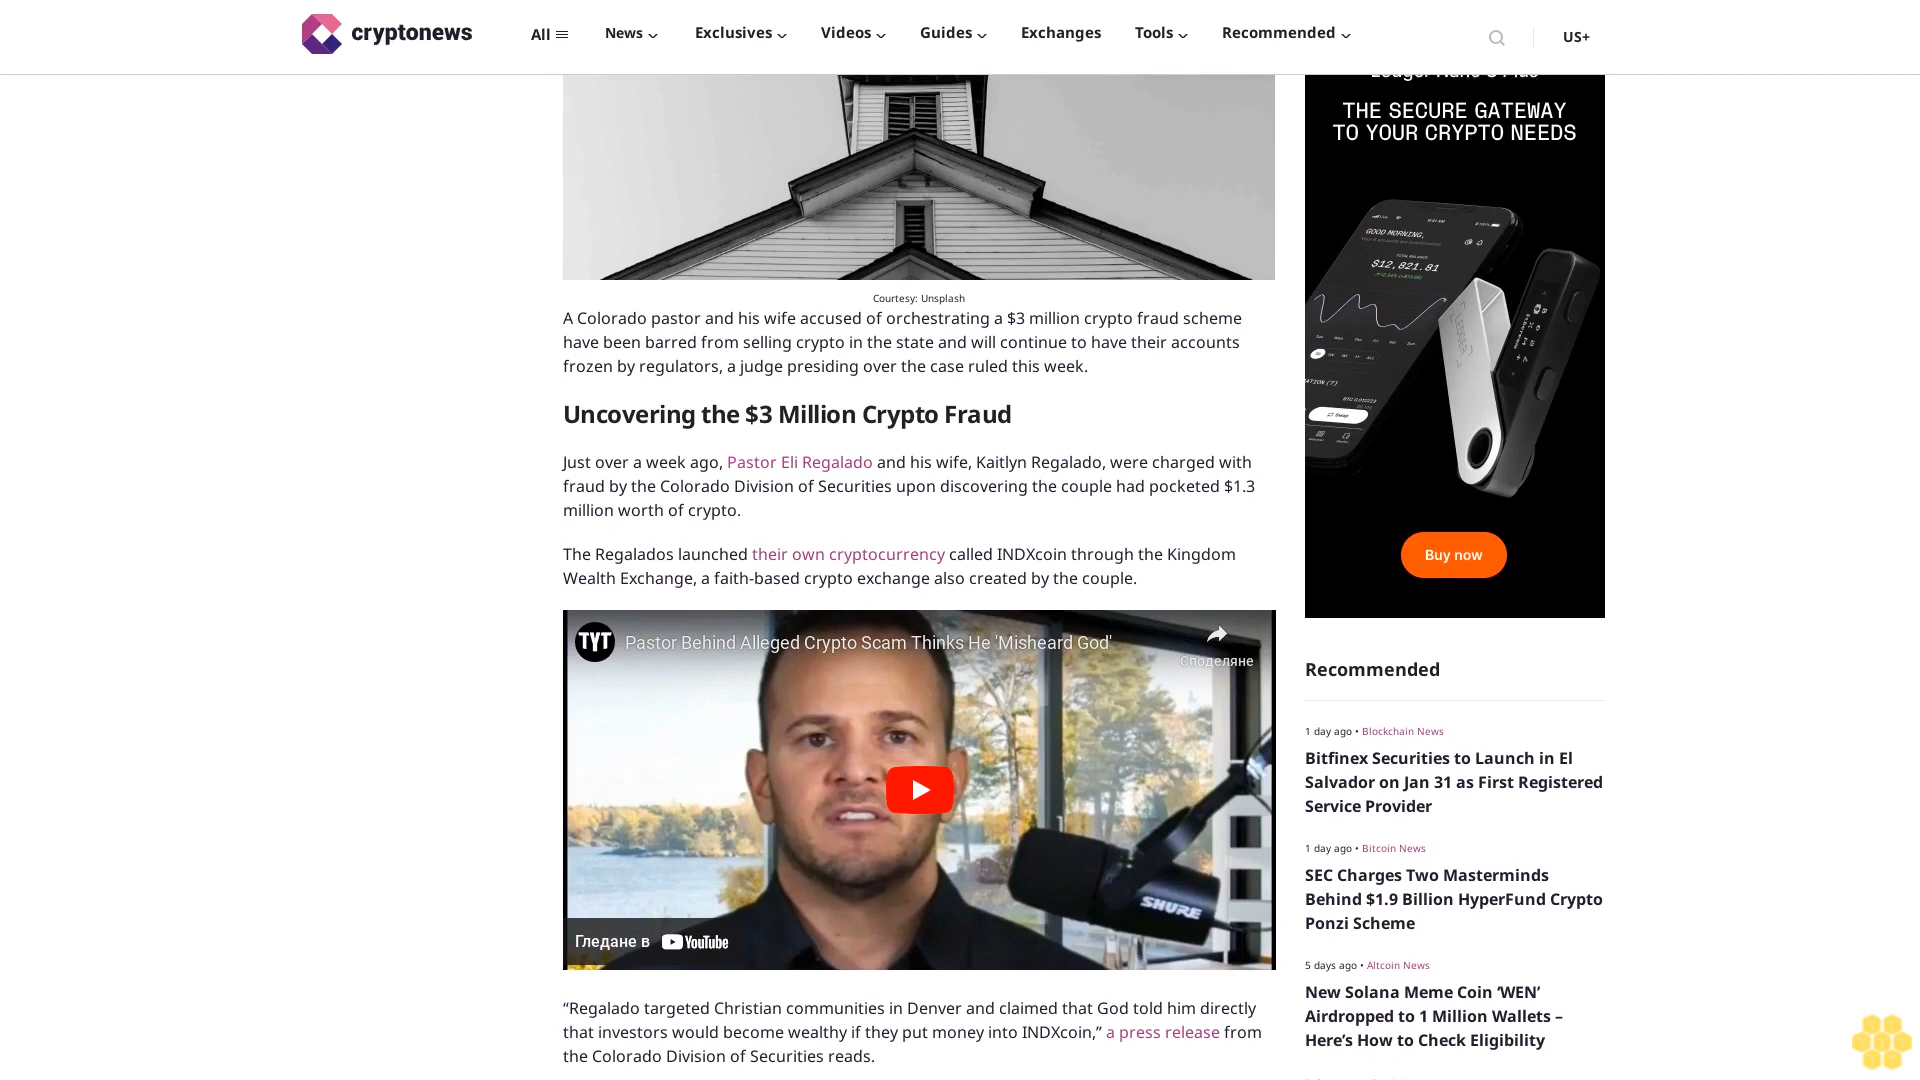 cryptonews
All
News
Exclusives
Videos
Guides
Exchanges
Tools
Recommended
US+
THE SECURE GATEWAY
TO YOUR CRYPTO NEEDS
GOOD MORNING,
TOTAL BALANCE
$12,821.81
Swap
LEDGER
Ethereum
Buy now
Courtesy: Unsplash
A Colorado pastor and his wife accused of orchestrating a $3 million crypto fraud scheme
have been barred from selling crypto in the state and will continue to have their accounts
frozen by regulators, a judge presiding over the case ruled this week.
Uncovering the $3 Million Crypto Fraud
Just over a week ago, Pastor Eli Regalado and his wife, Kaitlyn Regalado, were charged with
fraud by the Colorado Division of Securities upon discovering the couple had pocketed $1.3
million worth of crypto.
The Regalados launched their own cryptocurrency called INDXcoin through the Kingdom
Wealth Exchange, a faith-based crypto exchange also created by the couple.
TYT
Pastor Behind Alleged Crypto Scam Thinks He 'Misheard God'
Споделяне
SHURE
Гледане в YouTube
“Regalado targeted Christian communities in Denver and claimed that God told him directly
that investors would become wealthy if they put money into INDXcoin,” a press release from
the Colorado Division of Securities reads.
Recommended
1 day ago • Blockchain News
Bitfinex Securities to Launch in El
Salvador on Jan 31 as First Registered
Service Provider
1 day ago • Bitcoin News
SEC Charges Two Masterminds
Behind $1.9 Billion HyperFund Crypto
Ponzi Scheme
5 days ago • Altcoin News
New Solana Meme Coin ‘WEN’
Airdropped to 1 Million Wallets –
Here’s How to Check Eligibility